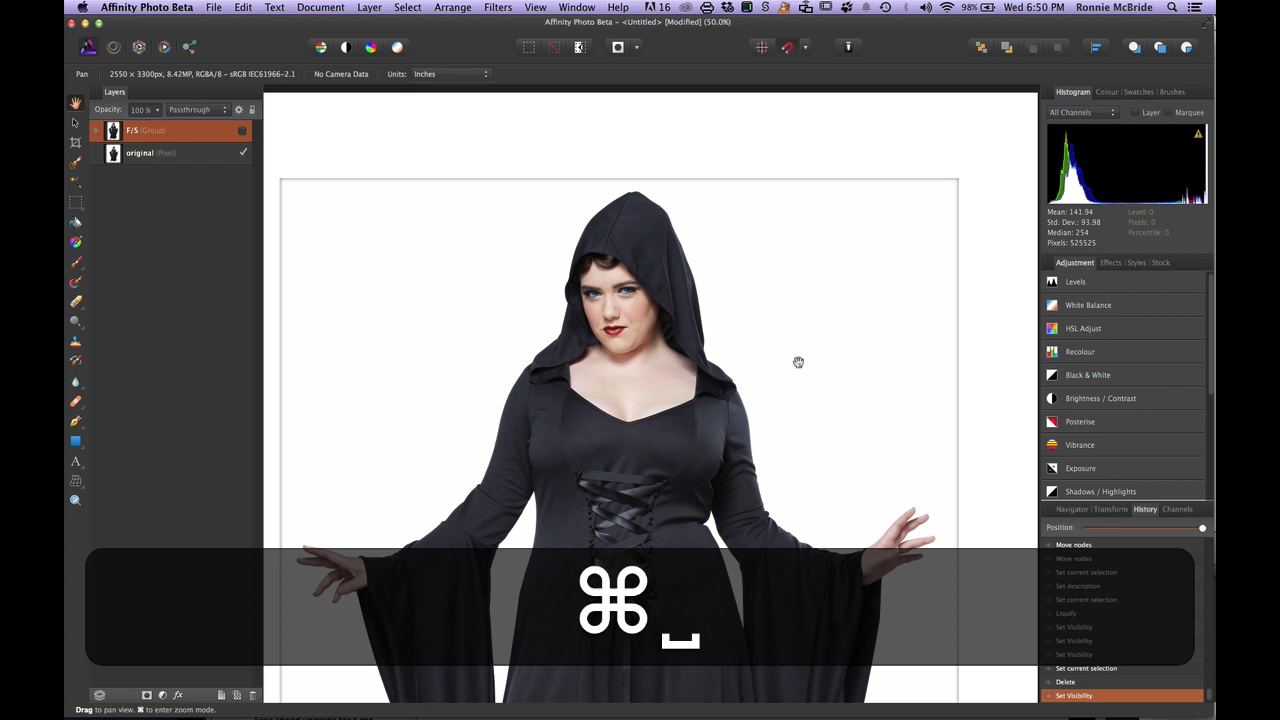 Affinity Photo Beta File Edit Text Document Layer Select Arrange Filters View Window Help 16 98% Wed 6:50 PM Ronnie McBride
Affinity Photo Beta - <Untitled> [Modified] (50.0%)
Pan 2550 × 3300px, 8.42MP, RGBA/8 - sRGB IEC61966-2.1 No Camera Data Units: Inches
Layers
Opacity: 100 % Passthrough
F/S (Group)
original (Pixel)
Histogram Colour Swatches Brushes
All Channels Layer Marquee
Mean: 141.94 Level: 0
Std. Dev.: 93.98 Pixels: 0
Median: 254 Percentile: 0
Pixels: 525525
Adjustment Effects Styles Stock
Levels
White Balance
HSL Adjust
Recolour
Black & White
Brightness / Contrast
Posterise
Vibrance
Exposure
Shadows / Highlights
Navigator Transform History Channels
Position:
Move nodes
Move nodes
Set current selection
Set description
Set current selection
Liquify
Set Visibility
Set Visibility
Set Visibility
Set current selection
Delete
Set Visibility
⌘ ␣
Drag to pan view. ⌘ to enter zoom mode.